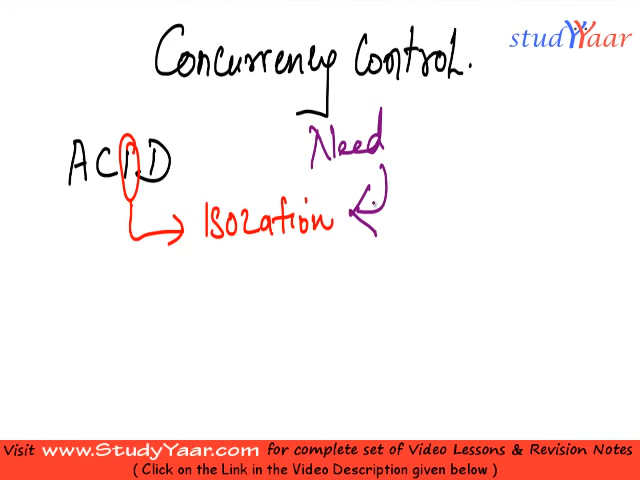 studYYaar
Concurrency Control.
Need
ACID
Isolation
Visit www.StudyYaar.com for complete set of Video Lessons & Revision Notes
( Click on the Link in the Video Description given below )